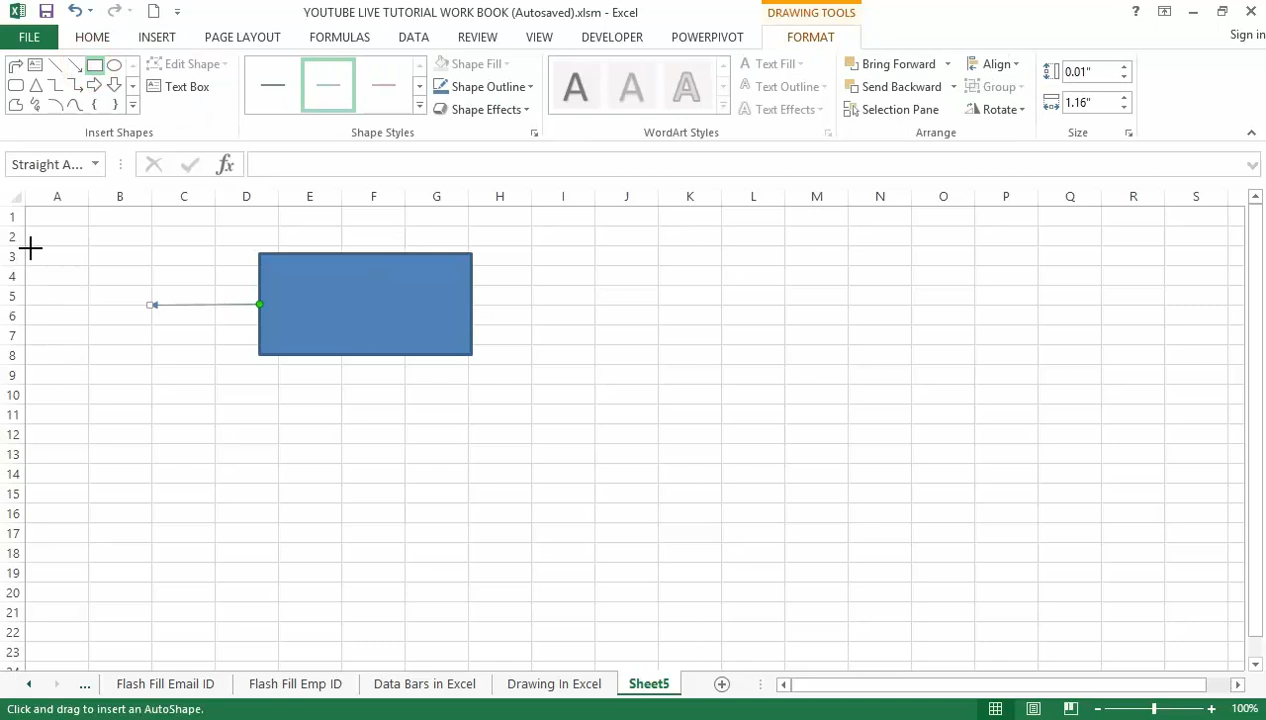 YOUTUBE LIVE TUTORIAL WORK BOOK (Autosaved).xlsm - Excel
DRAWING TOOLS
?
FILE HOME INSERT PAGE LAYOUT FORMULAS DATA REVIEW VIEW DEVELOPER POWERPIVOT FORMAT Sign in
Edit Shape
Text Box
Insert Shapes
Shape Fill
Shape Outline
Shape Effects
Shape Styles
A A A
Text Fill
Text Outline
Text Effects
WordArt Styles
Bring Forward Align
Send Backward Group
Selection Pane Rotate
Arrange
0.01"
1.16"
Size
Straight A... fx
A B C D E F G H I J K L M N O P Q R S
1
2
3
4
5
6
7
8
9
10
11
12
13
14
15
16
17
18
19
20
21
22
23
24
... Flash Fill Email ID Flash Fill Emp ID Data Bars in Excel Drawing In Excel Sheet5
Click and drag to insert an AutoShape. 100%